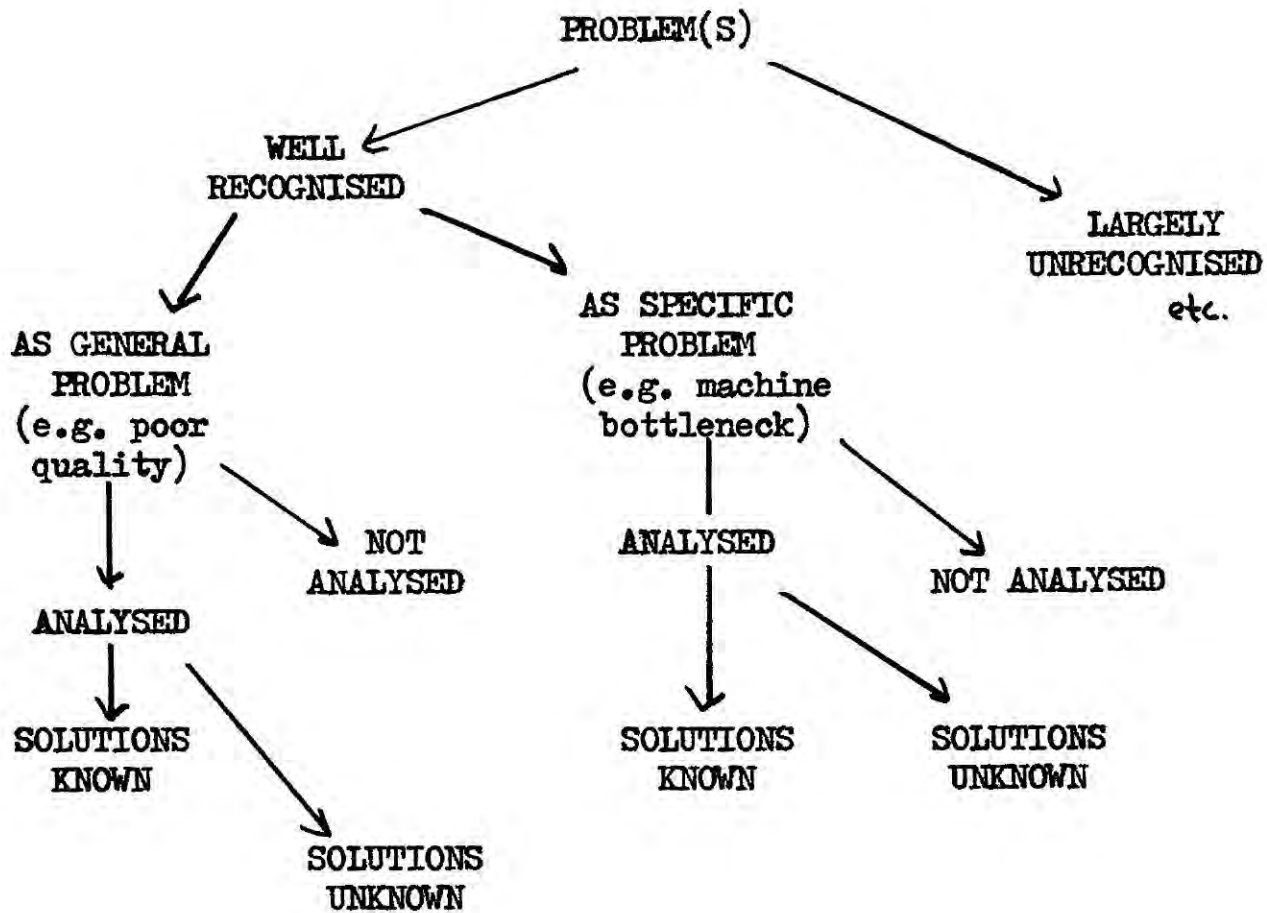 PROBLEM(S)
WELL
RECOGNISED
LARGELY
UNRECOGNISED
etc.
AS GENERAL
PROBLEM
(e.g. poor
quality)
AS SPECIFIC
PROBLEM
(e.g. machine
bottleneck)
NOT
ANALYSED
ANALYSED
NOT ANALYSED
ANALYSED
SOLUTIONS
KNOWN
SOLUTIONS
UNKNOWN
SOLUTIONS
KNOWN
SOLUTIONS
UNKNOWN